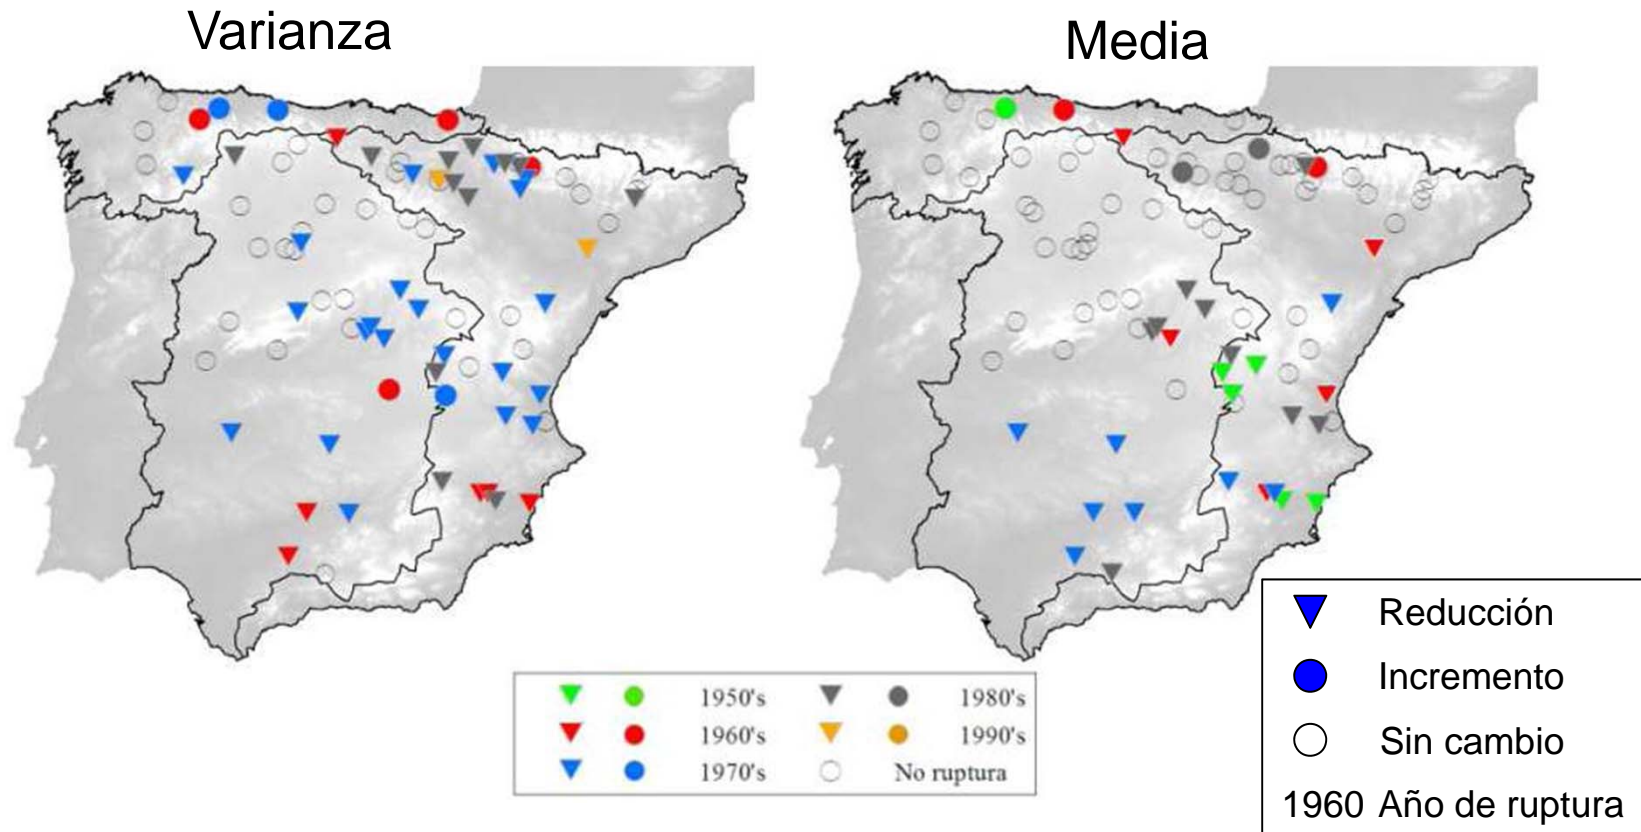 Varianza
Media
1950's
1980's
1960's
1990's
1970's
No ruptura
Reducción
Incremento
Sin cambio
1960 Año de ruptura